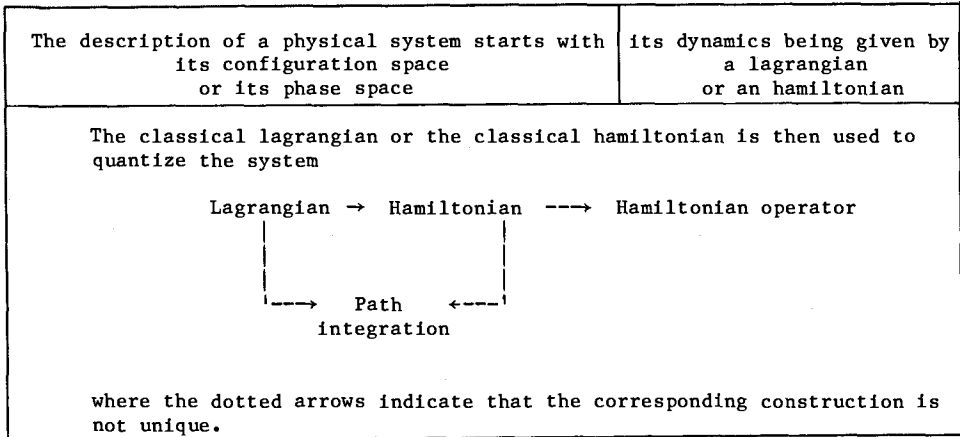 The description of a physical system starts with
its configuration space
or its phase space
its dynamics being given by
a lagrangian
or an hamiltonian
The classical lagrangian or the classical hamiltonian is then used to
quantize the system
Lagrangian → Hamiltonian ---→ Hamiltonian operator
---→ Path ←---
integration
where the dotted arrows indicate that the corresponding construction is
not unique.